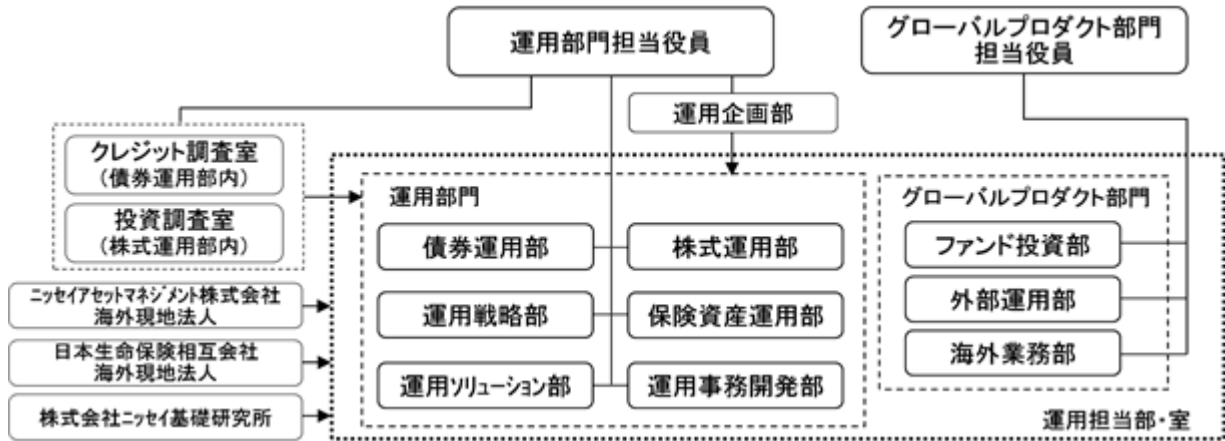 運用部門担当役員
グローバルプロダクト部門
担当役員
運用企画部
クレジット調査室
(債券運用部内)
投資調査室
(株式運用部内)
ニッセイアセットマネジメント株式会社
海外現地法人
日本生命保険相互会社
海外現地法人
株式会社ニッセイ基礎研究所
運用部門
債券運用部
株式運用部
運用戦略部
保険資産運用部
運用ソリューション部
運用事務開発部
グローバルプロダクト部門
ファンド投資部
外部運用部
海外業務部
運用担当部・室